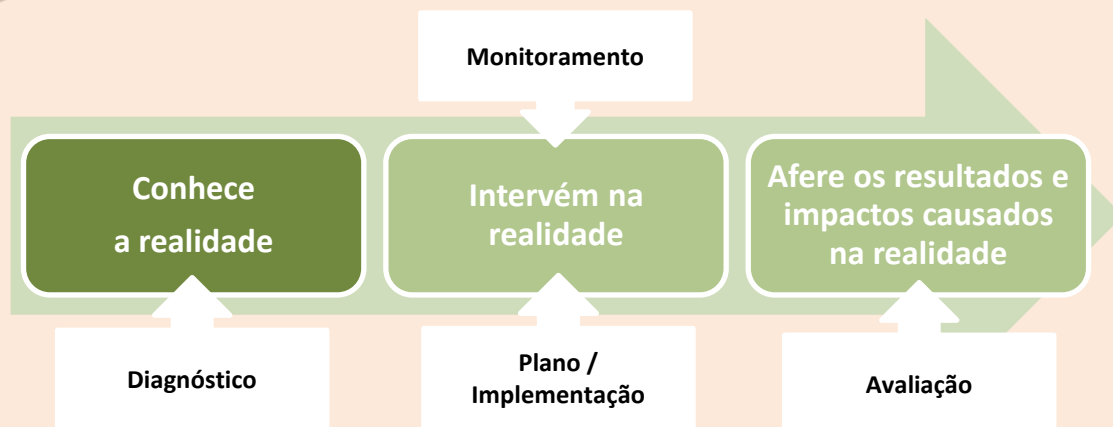 Monitoramento
Conhece
a realidade
Intervém na
realidade
Afere os resultados e
impactos causados
na realidade
Diagnóstico
Plano /
Implementação
Avaliação